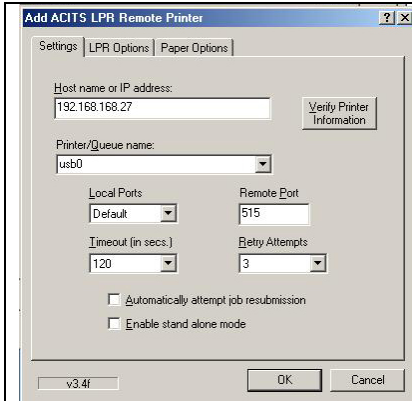 Add ACITS LPR Remote Printer
Settings LPR Options Paper Options
Host name or IP address:
192.168.168.27
Verify Printer
Information
Printer/Queue name:
usb0
Local Ports Remote Port
Default 515
Timeout (in secs.) Retry Attempts
120 3
Automatically attempt job resubmission
Enable stand alone mode
v3.4f OK Cancel